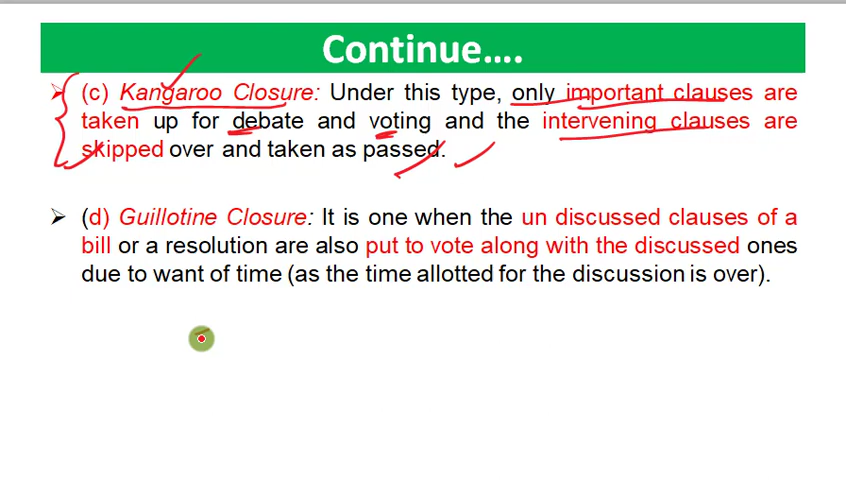 Continue….
➢ (c) Kangaroo Closure: Under this type, only important clauses are
taken up for debate and voting and the intervening clauses are
skipped over and taken as passed.
➢ (d) Guillotine Closure: It is one when the un discussed clauses of a
bill or a resolution are also put to vote along with the discussed ones
due to want of time (as the time allotted for the discussion is over).